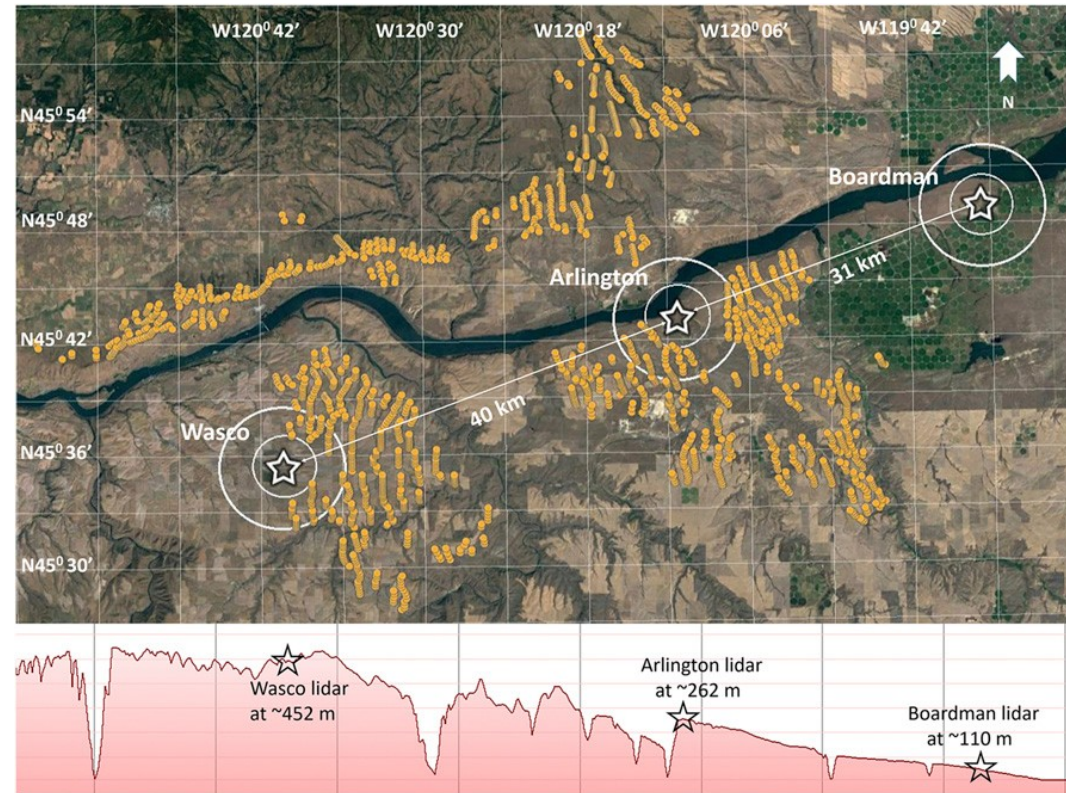 W120⁰ 42’ W120⁰ 30’ W120⁰ 18’ W120⁰ 06’ W119⁰ 42’
N
N45⁰ 54’
Boardman
N45⁰ 48’
31 km
Arlington
N45⁰ 42’
40 km
Wasco
N45⁰ 36’
N45⁰ 30’
Wasco lidar
at ~452 m
Arlington lidar
at ~262 m
Boardman lidar
at ~110 m